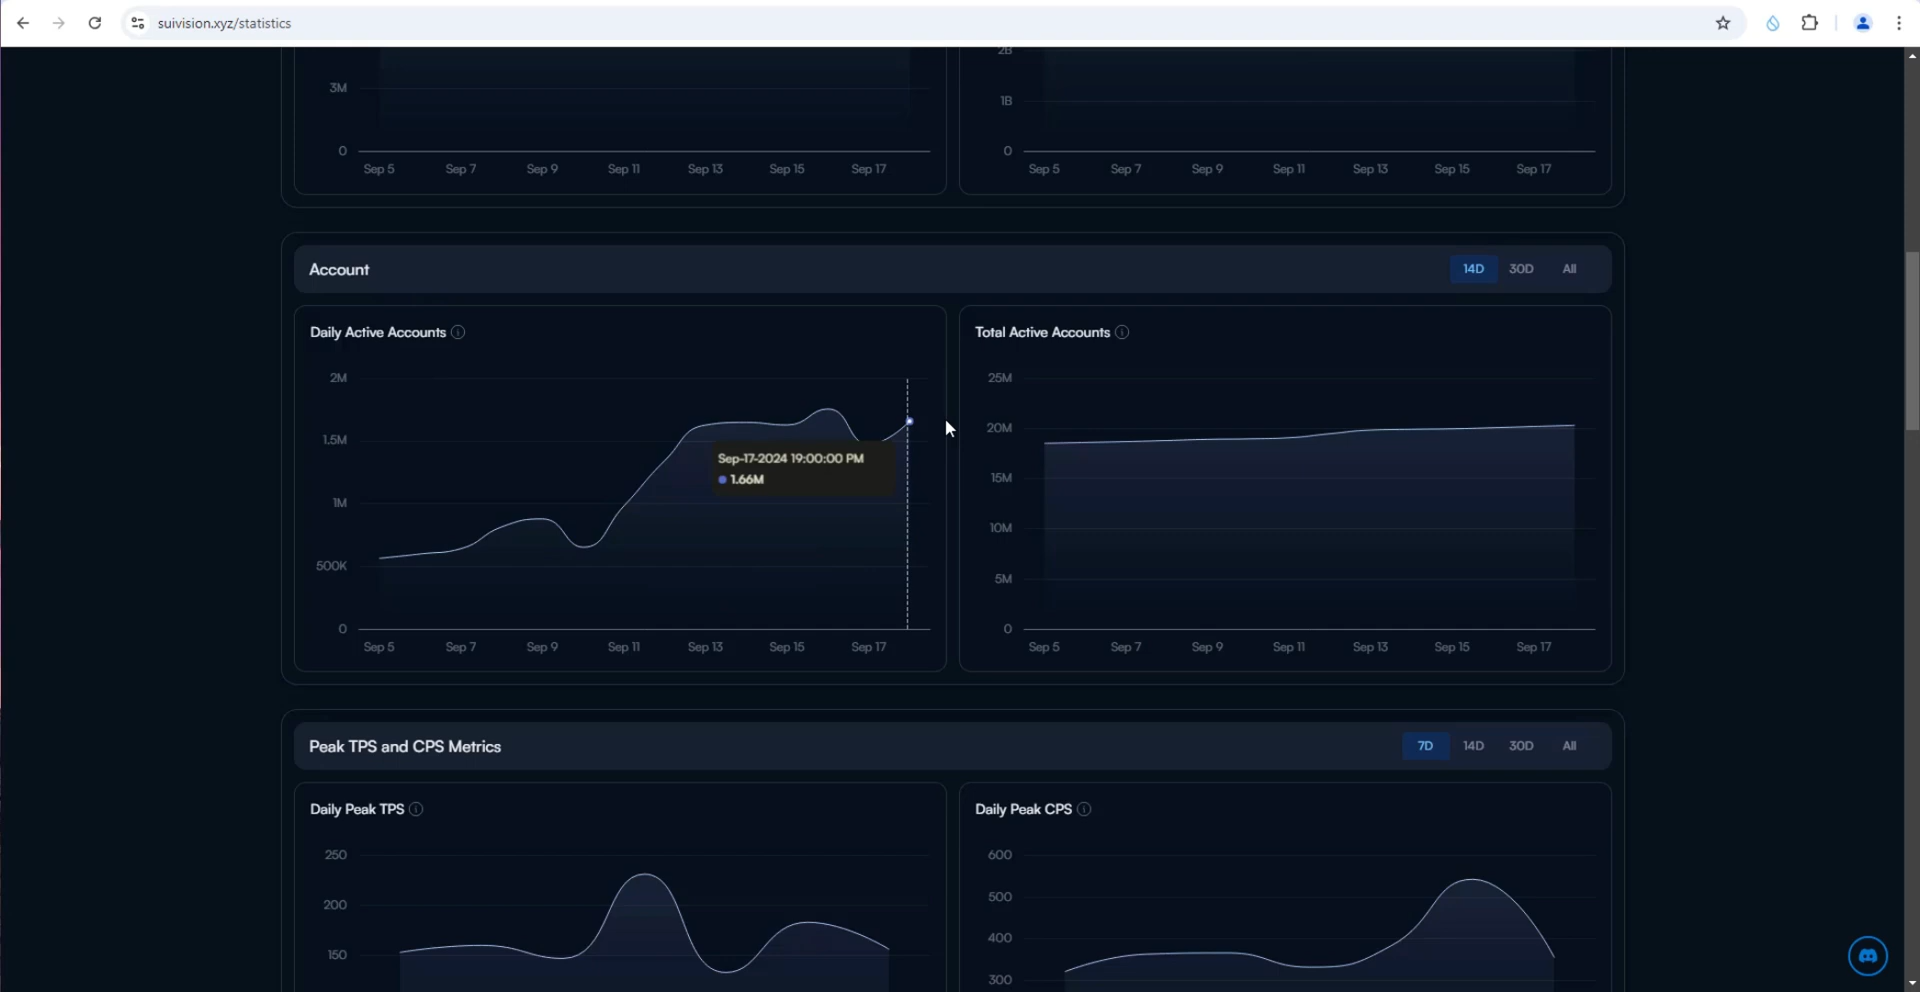 suivision.xyz/statistics
3M
0
Sep 5 Sep 7 Sep 9 Sep 11 Sep 13 Sep 15 Sep 17
2B
1B
0
Sep 5 Sep 7 Sep 9 Sep 11 Sep 13 Sep 15 Sep 17
Account
14D 30D All
Daily Active Accounts
2M
1.5M
1M
500K
0
Sep-17-2024 19:00:00 PM
1.66M
Sep 5 Sep 7 Sep 9 Sep 11 Sep 13 Sep 15 Sep 17
Total Active Accounts
25M
20M
15M
10M
5M
0
Sep 5 Sep 7 Sep 9 Sep 11 Sep 13 Sep 15 Sep 17
Peak TPS and CPS Metrics
7D 14D 30D All
Daily Peak TPS
250
200
150
Daily Peak CPS
600
500
400
300